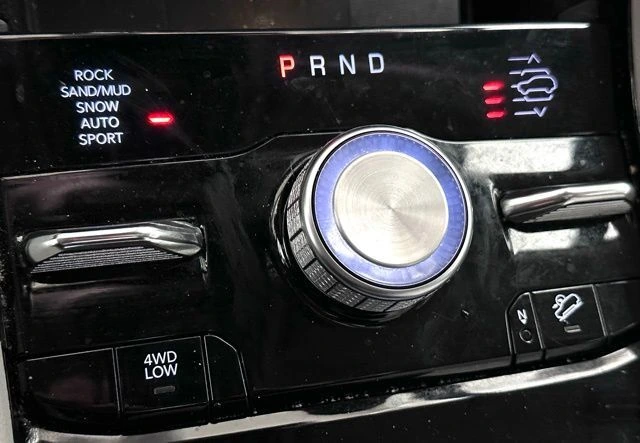 PRND
ROCK
SAND/MUD
SNOW
AUTO
SPORT
N
4WD
LOW